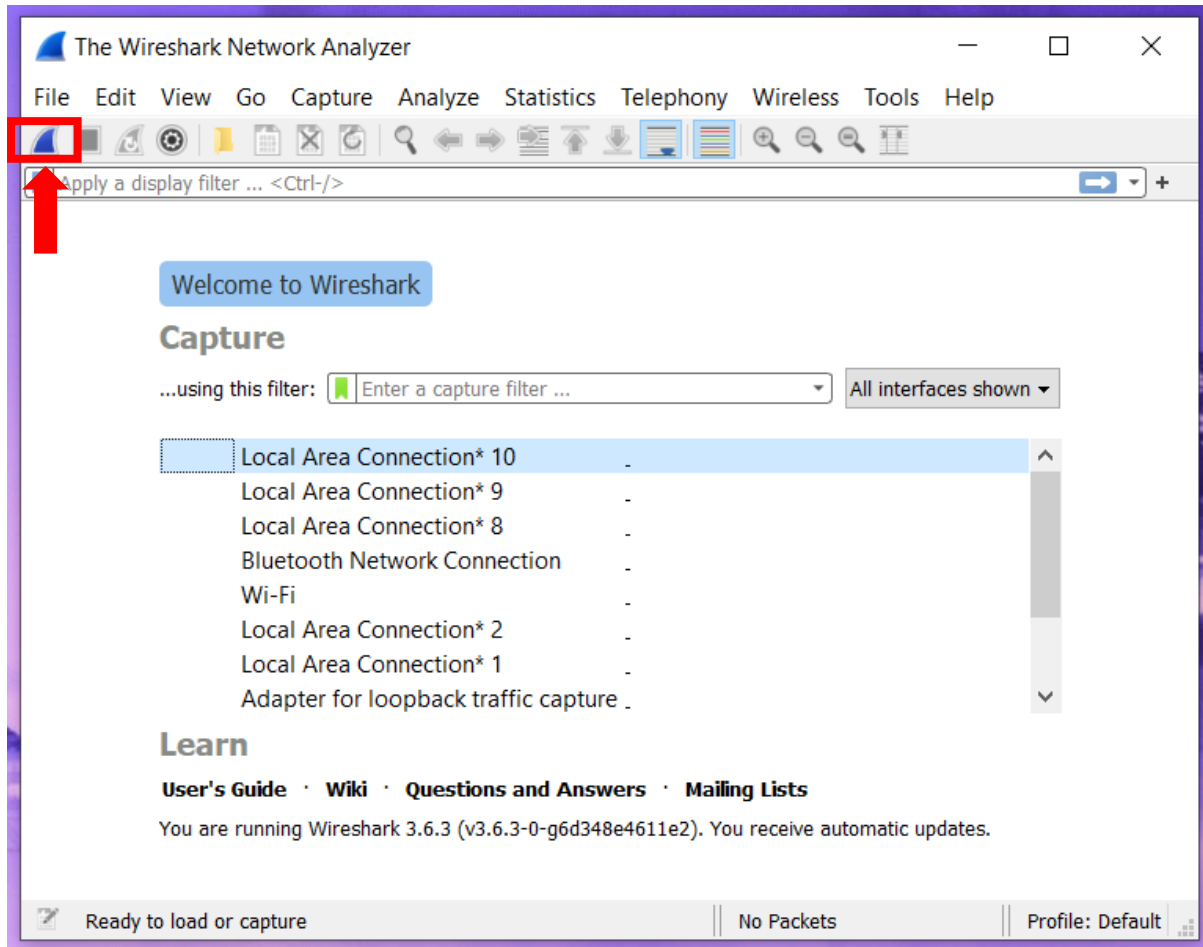 The Wireshark Network Analyzer
File Edit View Go Capture Analyze Statistics Telephony Wireless Tools Help
Apply a display filter ... <Ctrl-/>
Welcome to Wireshark
Capture
...using this filter: Enter a capture filter ... All interfaces shown
Local Area Connection* 10
Local Area Connection* 9
Local Area Connection* 8
Bluetooth Network Connection
Wi-Fi
Local Area Connection* 2
Local Area Connection* 1
Adapter for loopback traffic capture
Learn
User's Guide · Wiki · Questions and Answers · Mailing Lists
You are running Wireshark 3.6.3 (v3.6.3-0-g6d348e4611e2). You receive automatic updates.
Ready to load or capture No Packets Profile: Default